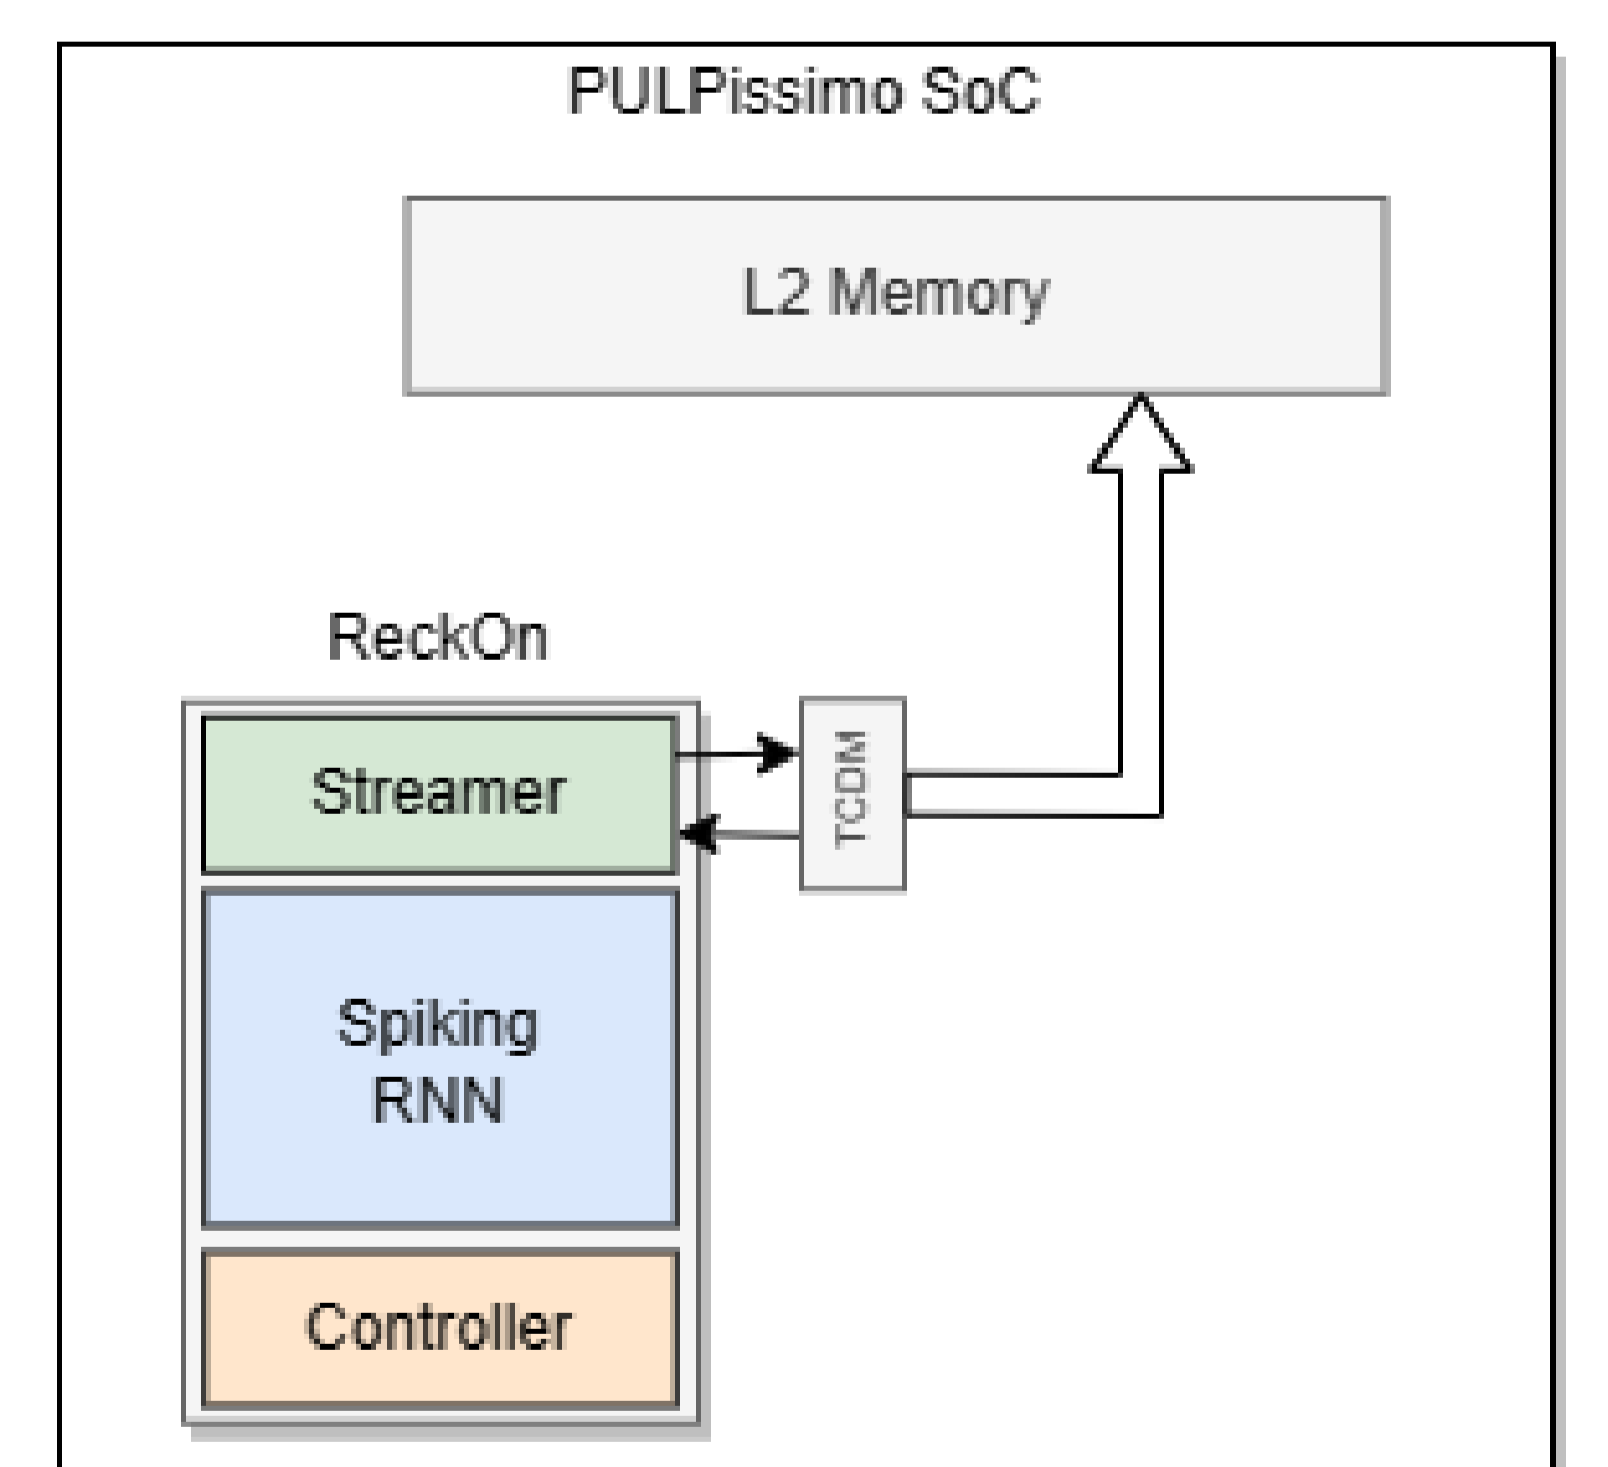 PULPissimo SoC
L2 Memory
ReckOn
Streamer
TCDM
Spiking
RNN
Controller